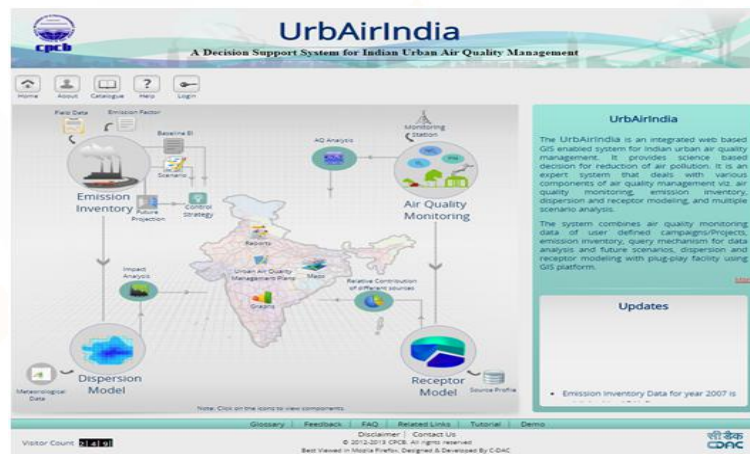 cpcb
UrbAirIndia
A Decision Support System for Indian Urban Air Quality Management
Home About Catalogue Help Login
Field Data
Emission Factor
Baseline EI
Scenario
Emission
Inventory
Future
Projection
Control
Strategy
AQ Analysis
Monitoring
Station
Air Quality
Monitoring
Reports
Urban Air Quality
Management Plans
Maps
Graphs
Impact
Analysis
Relative Contribution
of different sources
Meteorological
Data
Dispersion
Model
Receptor
Model
Source Profile
Note: Click on the icons to view components.
UrbAirIndia
The UrbAirIndia is an integrated web based
GIS enabled system for Indian urban air quality
management. It provides science based
decision for reduction of air pollution. It is an
expert system that deals with various
components of air quality management viz. air
quality monitoring, emission inventory,
dispersion and receptor modeling, and multiple
scenario analysis.
The system combines air quality monitoring
data of user defined campaigns/Projects,
emission inventory, query mechanism for data
analysis and future scenarios, dispersion and
receptor modeling with plug-play facility using
GIS platform.
Updates
• Emission Inventory Data for year 2007 is
Glossary | Feedback | FAQ | Related Links | Tutorial | Demo
Disclaimer | Contact Us
Visitor Count
© 2012-2013 CPCB. All rights reserved
Best Viewed in Mozilla Firefox. Designed & Developed By C-DAC
सी डैक
CDAC